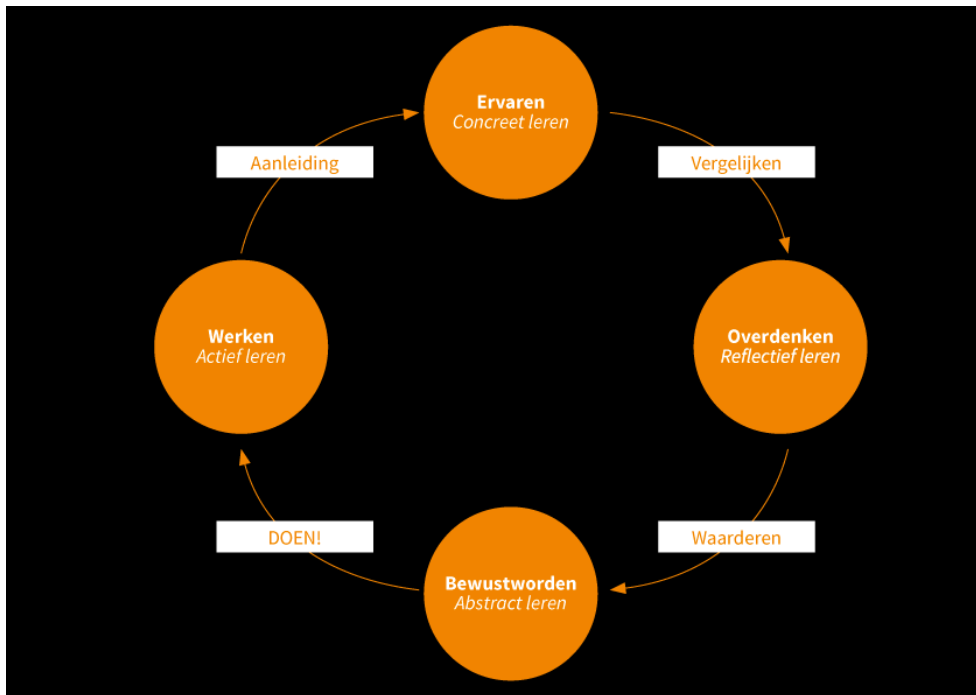 Ervaren
Concreet leren
Aanleiding
Vergelijken
Werken
Actief leren
Overdenken
Reflectief leren
DOEN!
Waarderen
Bewustworden
Abstract leren